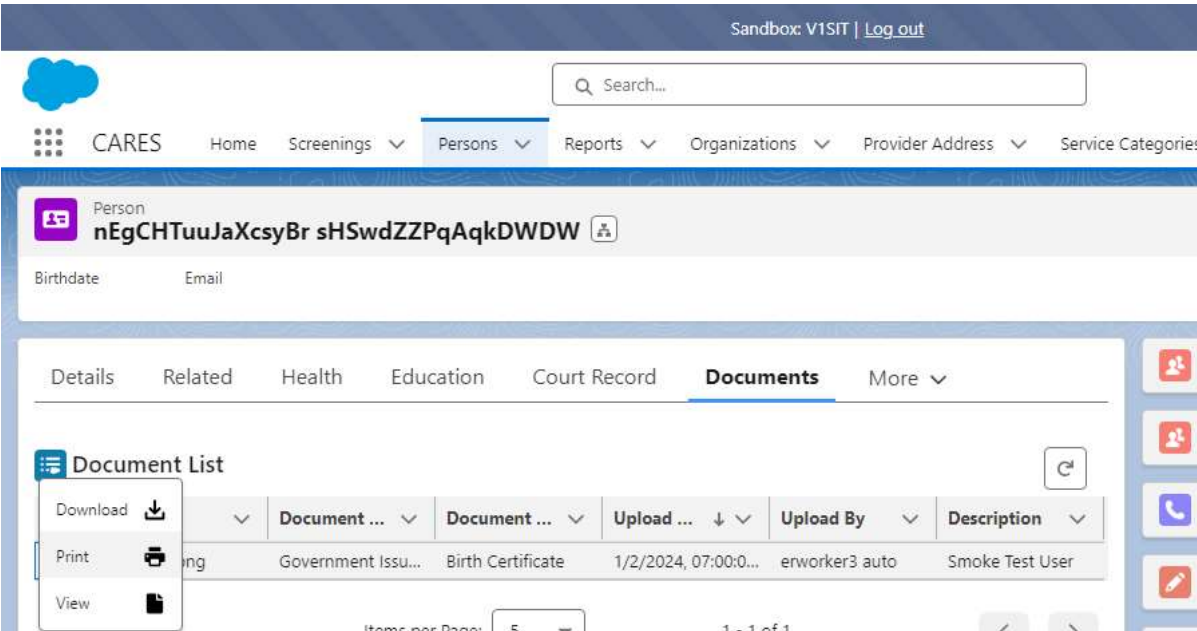 Sandbox: V1SIT | Log out
Search...
CARES Home Screenings Persons Reports Organizations Provider Address Service Categories
Person
nEgCHTuuJaXcsyBr sHSwdZZPqAqkDWDW
Birthdate Email
Details Related Health Education Court Record Documents More
Document List
Download Document ... Document ... Upload ... Upload By Description
Print Government Issu... Birth Certificate 1/2/2024, 07:00:0... erworker3 auto Smoke Test User
View
Items per Page: 5 1 - 1 of 1